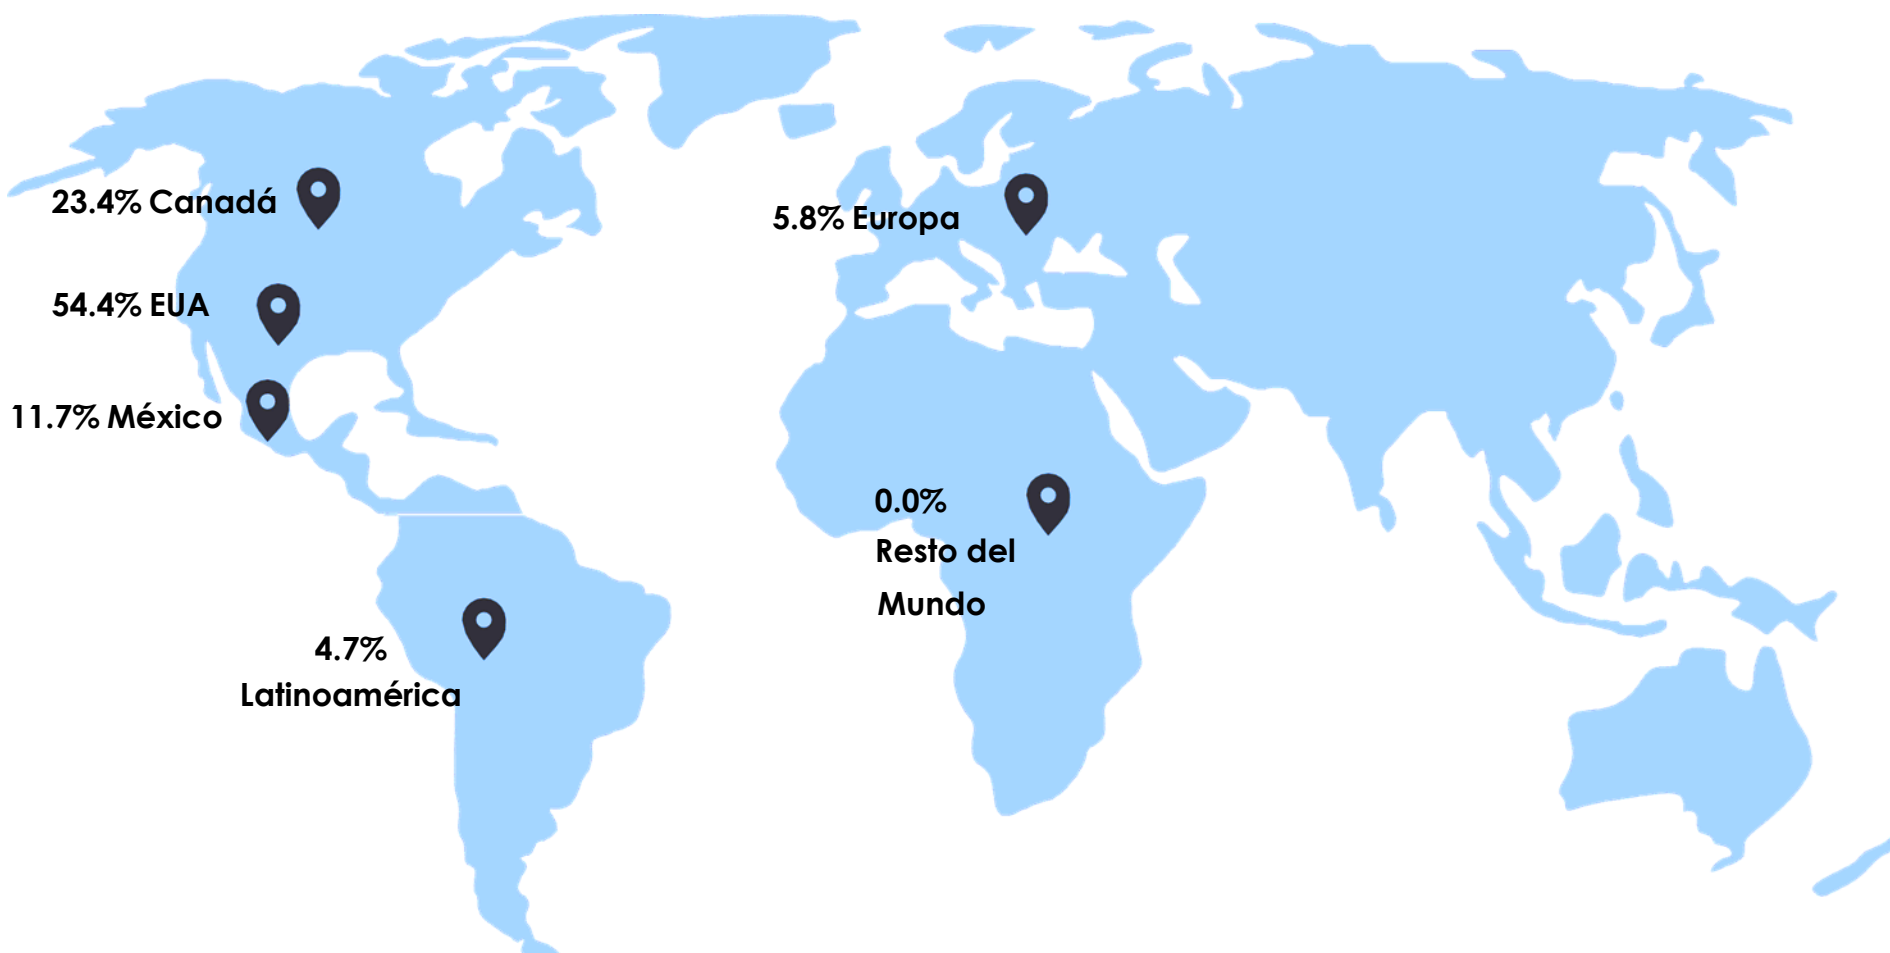 23.4% Canadá
5.8% Europa
54.4% EUA
11.7% México
0.0%
Resto del
Mundo
4.7%
Latinoamérica